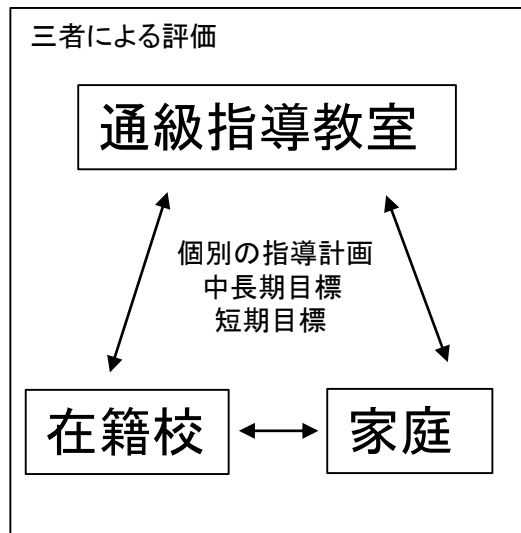 三者による評価
通級指導教室
個別の指導計画
中長期目標
短期目標
在籍校
家庭